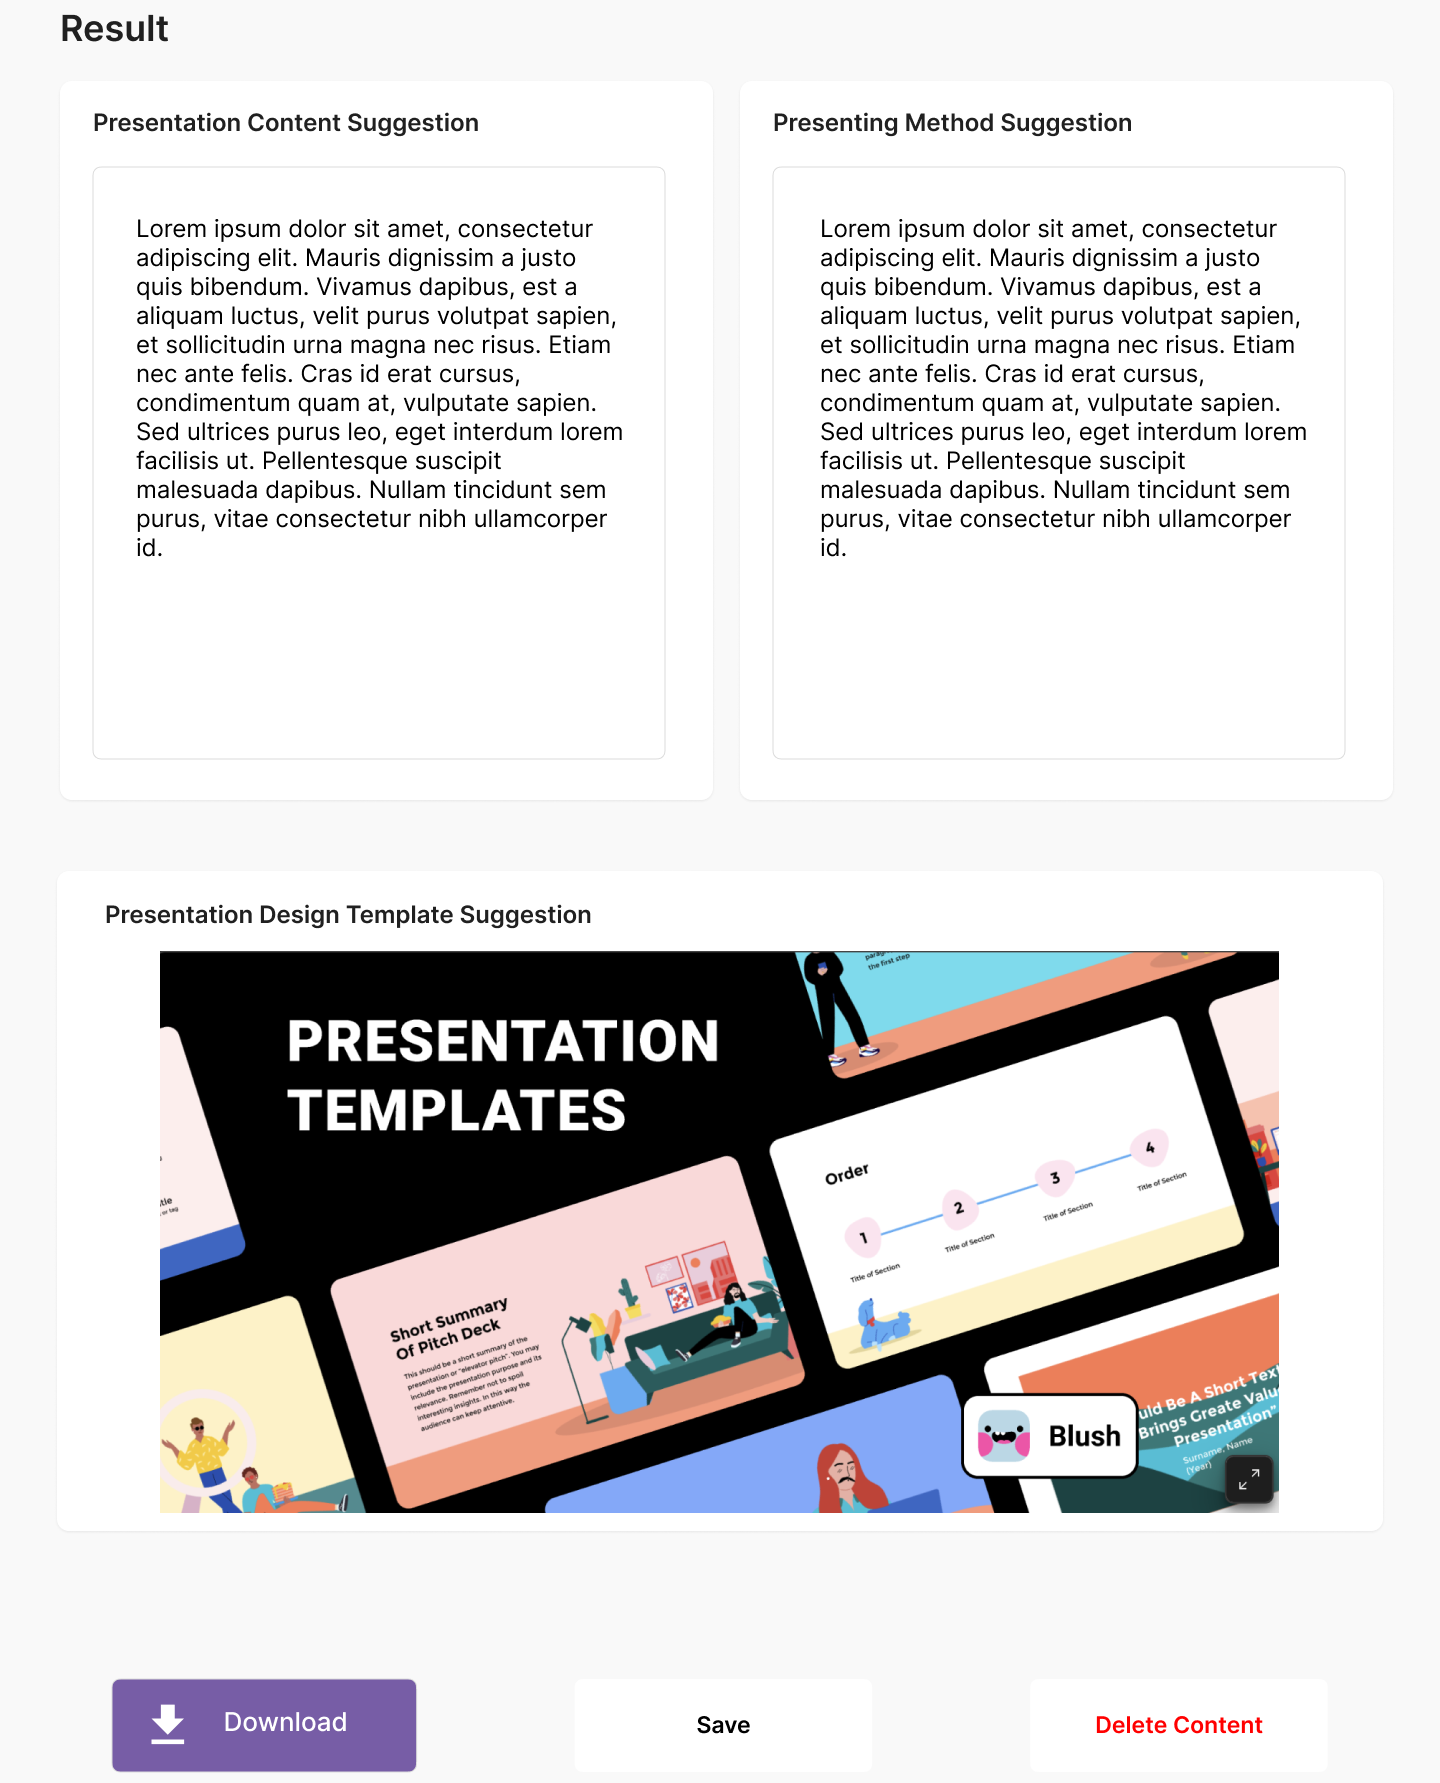 Result
Presentation Content Suggestion
Lorem ipsum dolor sit amet, consectetur
adipiscing elit. Mauris dignissim a justo
quis bibendum. Vivamus dapibus, est a
aliquam luctus, velit purus volutpat sapien,
et sollicitudin urna magna nec risus. Etiam
nec ante felis. Cras id erat cursus,
condimentum quam at, vulputate sapien.
Sed ultrices purus leo, eget interdum lorem
facilisis ut. Pellentesque suscipit
malesuada dapibus. Nullam tincidunt sem
purus, vitae consectetur nibh ullamcorper
id.
Presenting Method Suggestion
Lorem ipsum dolor sit amet, consectetur
adipiscing elit. Mauris dignissim a justo
quis bibendum. Vivamus dapibus, est a
aliquam luctus, velit purus volutpat sapien,
et sollicitudin urna magna nec risus. Etiam
nec ante felis. Cras id erat cursus,
condimentum quam at, vulputate sapien.
Sed ultrices purus leo, eget interdum lorem
facilisis ut. Pellentesque suscipit
malesuada dapibus. Nullam tincidunt sem
purus, vitae consectetur nibh ullamcorper
id.
Presentation Design Template Suggestion
PRESENTATION
TEMPLATES
the first step
Order
1
2
3
4
Title of Section
Title of Section
Title of Section
Title of Section
or tag
Short Summary
Of Pitch Deck
This should be a short summary of the
presentation or "elevator pitch". You may
include the presentation purpose and its
relevance. Remember not to spoil
interesting insights. In this way the
audience can keep attentive.
Blush
uld Be A Short Text
Brings Greate Valu
Presentation"
Surname, Name
(Year)
Download
Save
Delete Content